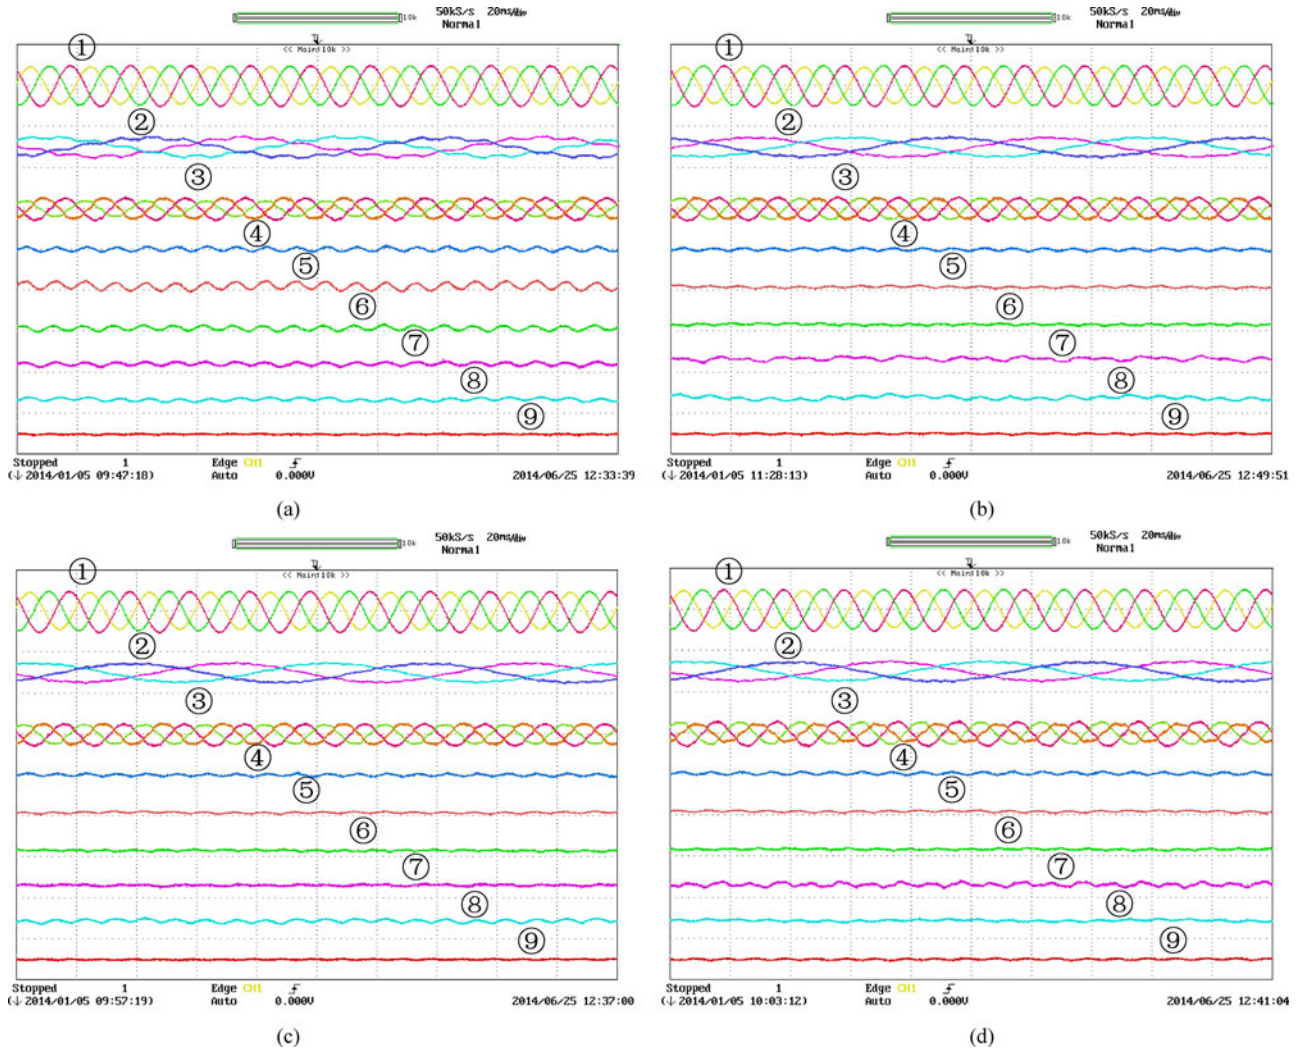 50kS/s 20ms/div
Normal
10k
<< Main:10k >>
①
②
③
④
⑤
⑥
⑦
⑧
⑨
Stopped 1 Edge CH1
(↓2014/01/05 09:47:18) Auto 0.000V 2014/06/25 12:33:39
(a)
50kS/s 20ms/div
Normal
10k
<< Main:10k >>
①
②
③
④
⑤
⑥
⑦
⑧
⑨
Stopped 1 Edge CH1
(↓2014/01/05 11:28:13) Auto 0.000V 2014/06/25 12:49:51
(b)
50kS/s 20ms/div
Normal
10k
<< Main:10k >>
①
②
③
④
⑤
⑥
⑦
⑧
⑨
Stopped 1 Edge CH1
(↓2014/01/05 09:57:19) Auto 0.000V 2014/06/25 12:37:00
(c)
50kS/s 20ms/div
Normal
10k
<< Main:10k >>
①
②
③
④
⑤
⑥
⑦
⑧
⑨
Stopped 1 Edge CH1
(↓2014/01/05 10:03:12) Auto 0.000V 2014/06/25 12:41:04
(d)